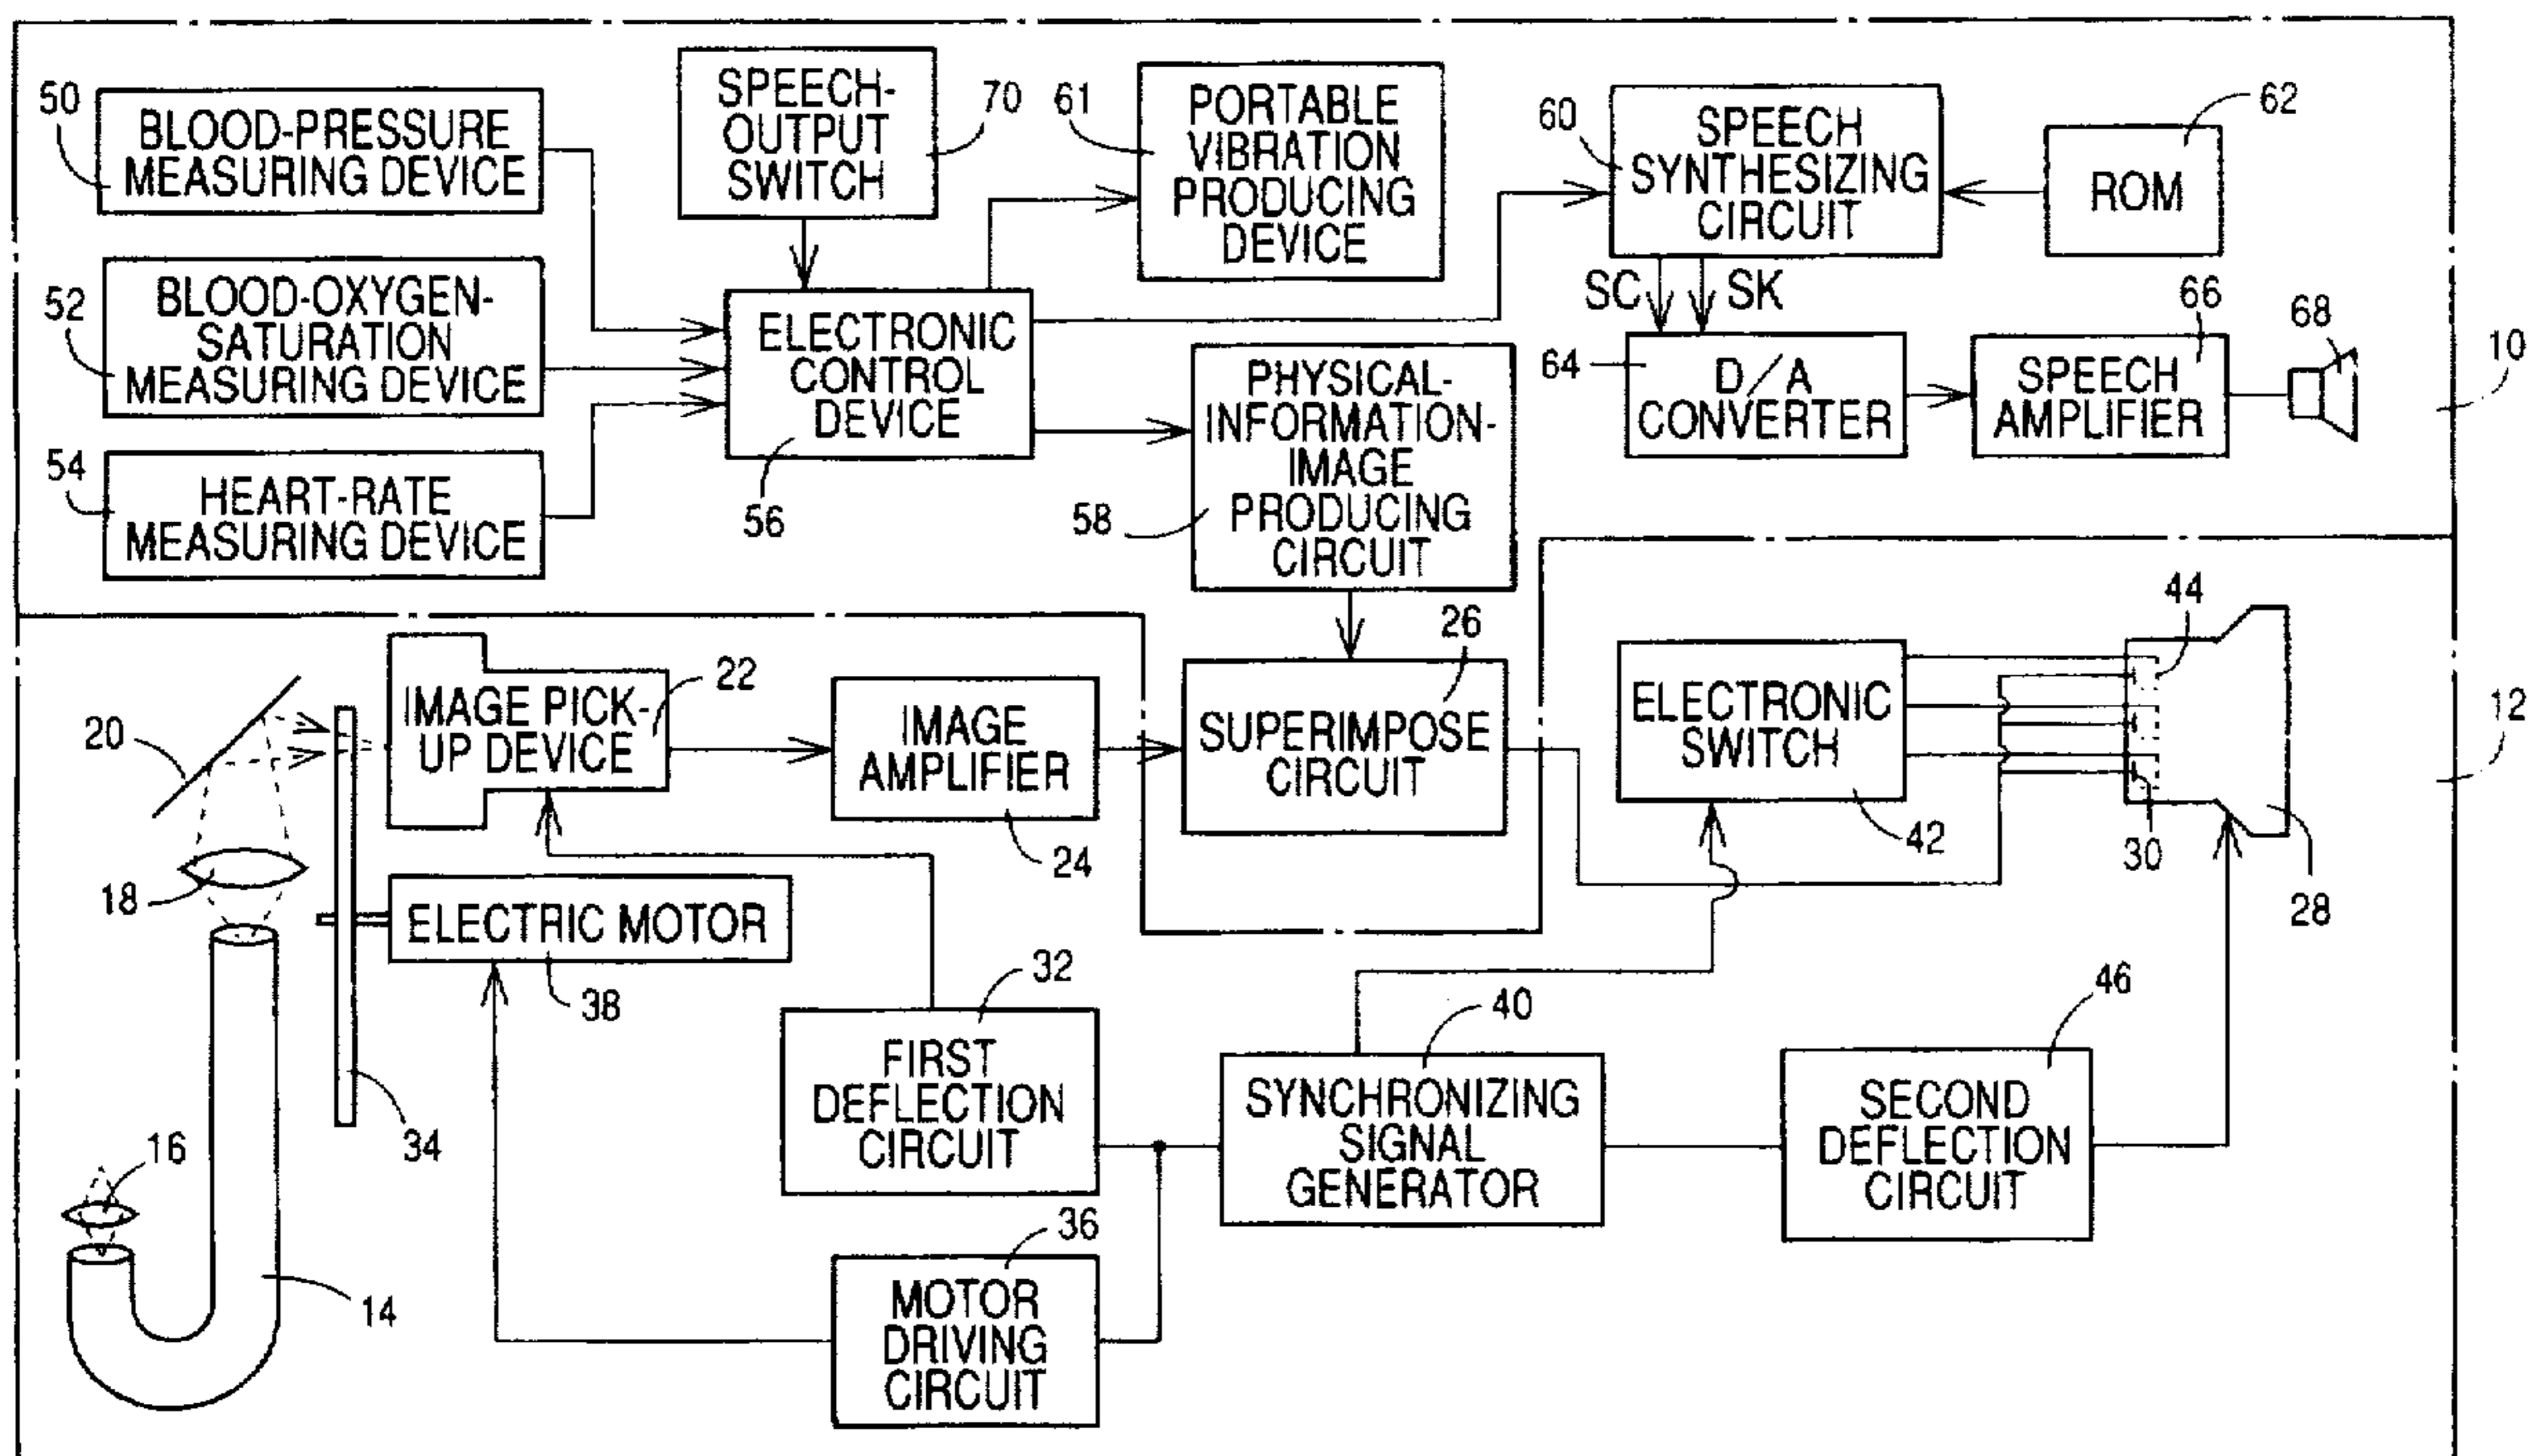 50
BLOOD-PRESSURE
MEASURING DEVICE
SPEECH-
OUTPUT
SWITCH
70
61
PORTABLE
VIBRATION
PRODUCING
DEVICE
60
SPEECH
SYNTHESIZING
CIRCUIT
62
ROM
52
BLOOD-OXYGEN-
SATURATION
MEASURING DEVICE
ELECTRONIC
CONTROL
DEVICE
56
SC
SK
64
D/A
CONVERTER
66
SPEECH
AMPLIFIER
68
10
54
HEART-RATE
MEASURING DEVICE
58
PHYSICAL-
INFORMATION-
IMAGE
PRODUCING
CIRCUIT
20
IMAGE PICK-
UP DEVICE
22
IMAGE
AMPLIFIER
24
26
SUPERIMPOSE
CIRCUIT
ELECTRONIC
SWITCH
42
44
30
28
12
18
ELECTRIC MOTOR
38
32
FIRST
DEFLECTION
CIRCUIT
40
SYNCHRONIZING
SIGNAL
GENERATOR
46
SECOND
DEFLECTION
CIRCUIT
34
16
14
36
MOTOR
DRIVING
CIRCUIT